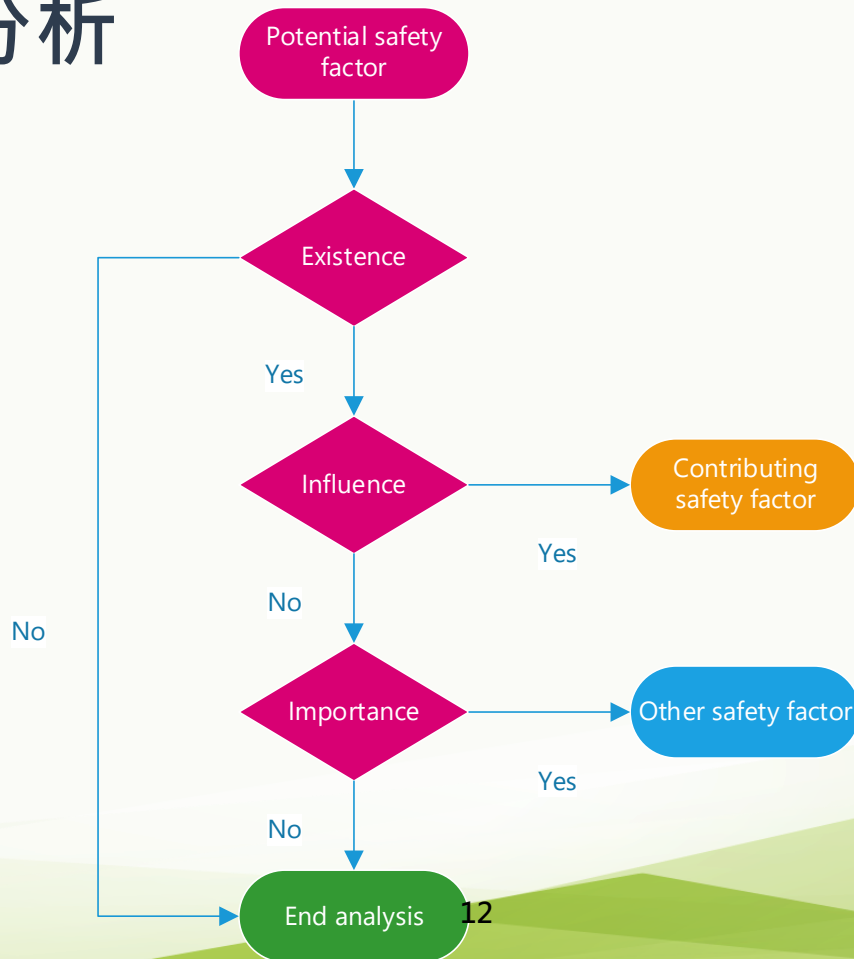 分析
Potential safety
factor
Existence
Yes
Influence
Contributing
safety factor
Yes
No
No
Importance
Other safety factor
Yes
No
End analysis
12